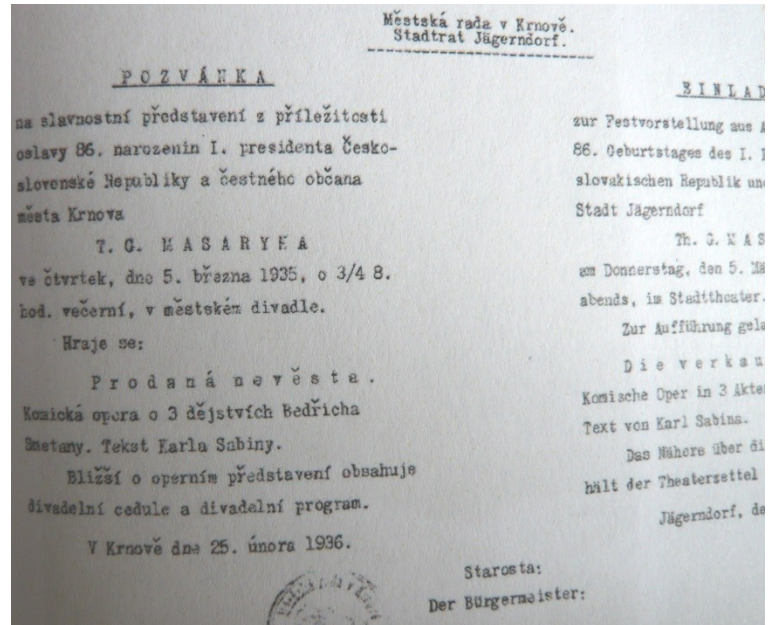 Městská rada v Krnově.
Stadtrat Jägerndorf.
POZVÁNKA
na slavnostní představení z příležitosti
oslavy 86. narozenin I. presidenta Česko-
slovenské Republiky a čestného občana
města Krnova
T. G. MASARYKA
ve čtvrtek, dne 5. března 1935, o 3/4 8.
hod. večerní, v městském divadle.
Hraje se:
Prodaná nevěsta.
Komická opera o 3 dějstvích Bedřicha
Smetany. Tekst Karla Sabiny.
Bližší o operním představení obsahuje
divadelní cedule a divadelní program.
V Krnově dne 25. února 1936.
EINLAD
zur Festvorstellung aus A
86. Geburtstages des I. 
slovakischen Republik und
Stadt Jägerndorf
Th. G. M A S
am Donnerstag, den 5. Mä
abends, im Stadttheater.
Zur Aufführung gela
Die verkau
Komische Oper in 3 Akten
Text von Karl Sabina.
Das Nähere über di
hält der Theaterzettel
Jägerndorf, de
Starosta:
Der Bürgermeister: